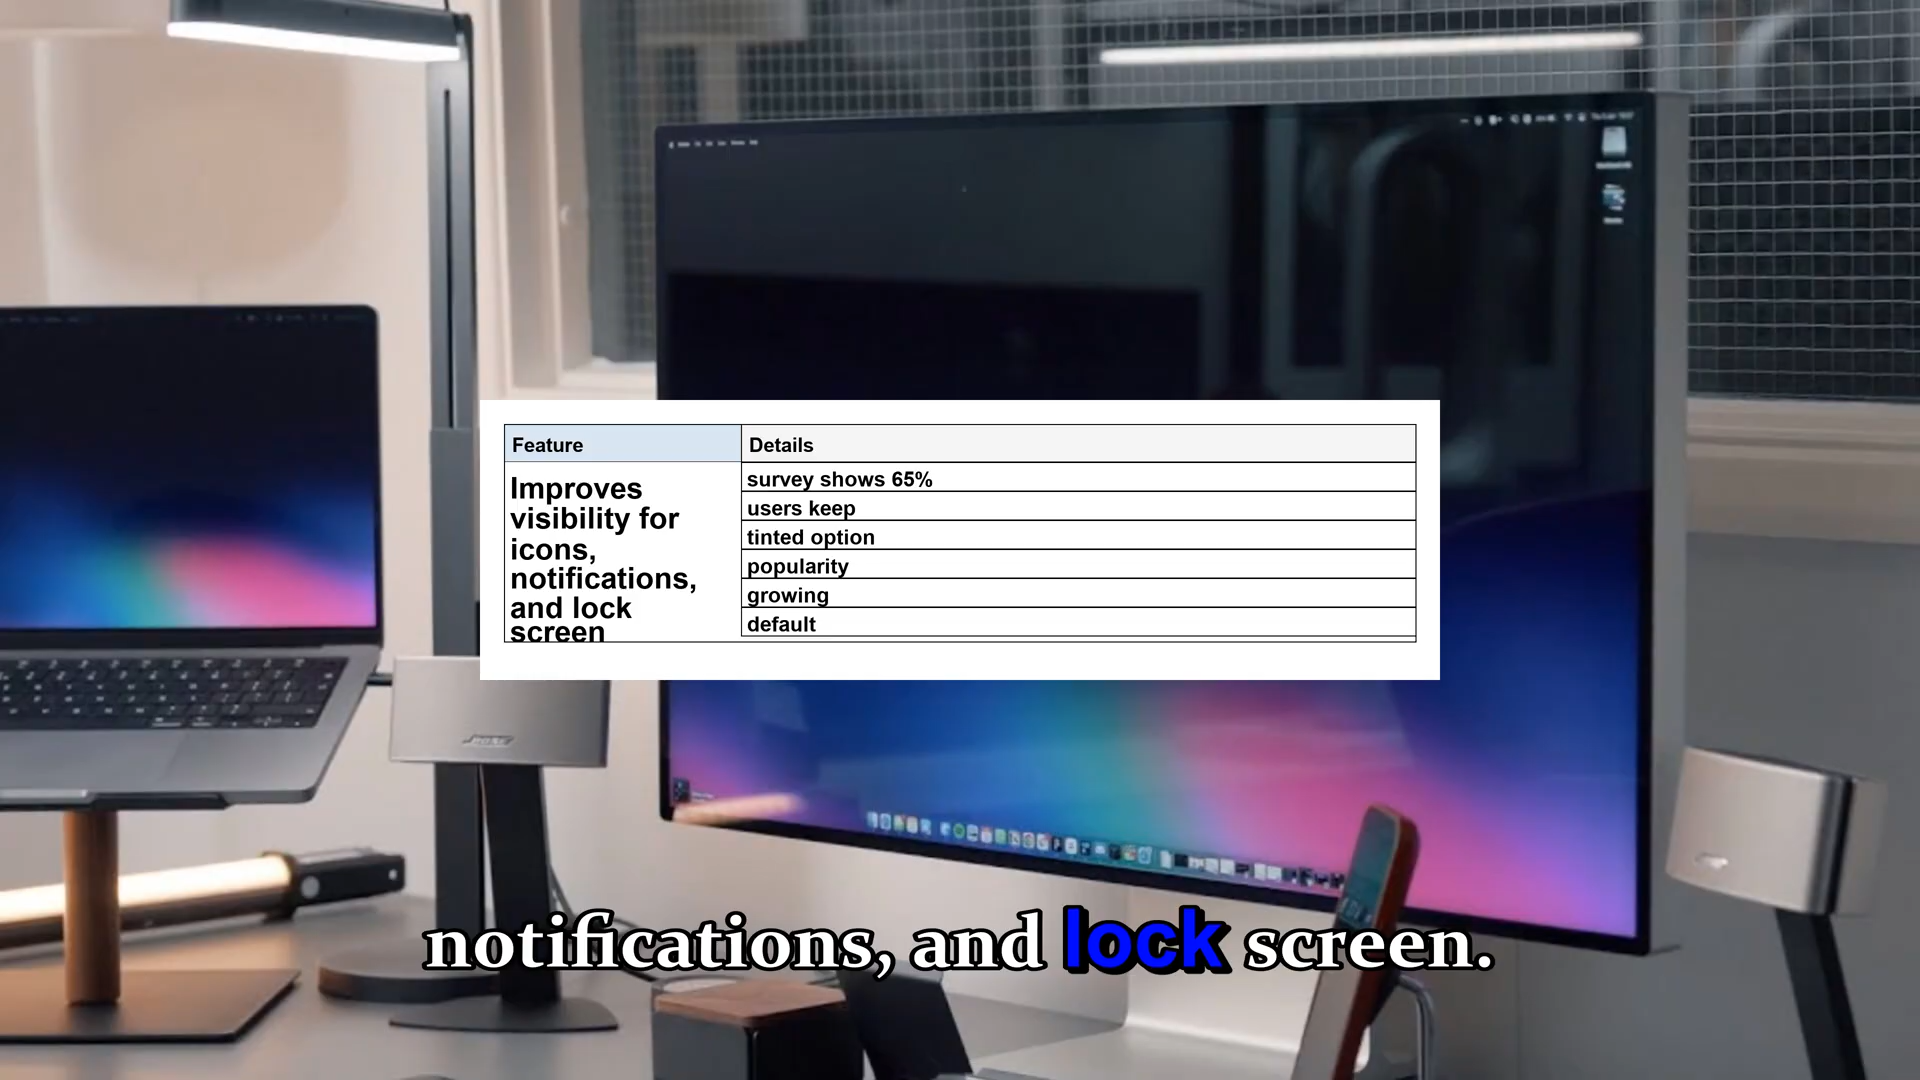 Feature
Details
Improves
visibility for
icons,
notifications,
and lock
screen
survey shows 65%
users keep
tinted option
popularity
growing
default
BOSE
notifications, and lock screen.